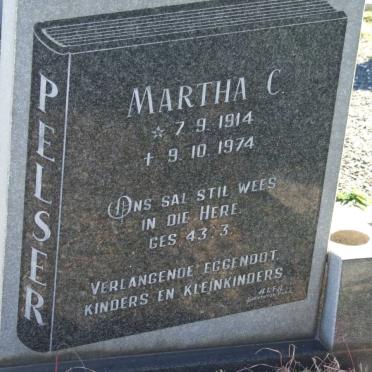 PELSER
MARTHA C.
☆ 7.9.1914
† 9.10.1974
ONS SAL STIL WEES
IN DIE HERE.
GES 43:3.
VERLANGENDE EGGENOOT,
KINDERS EN KLEINKINDERS.